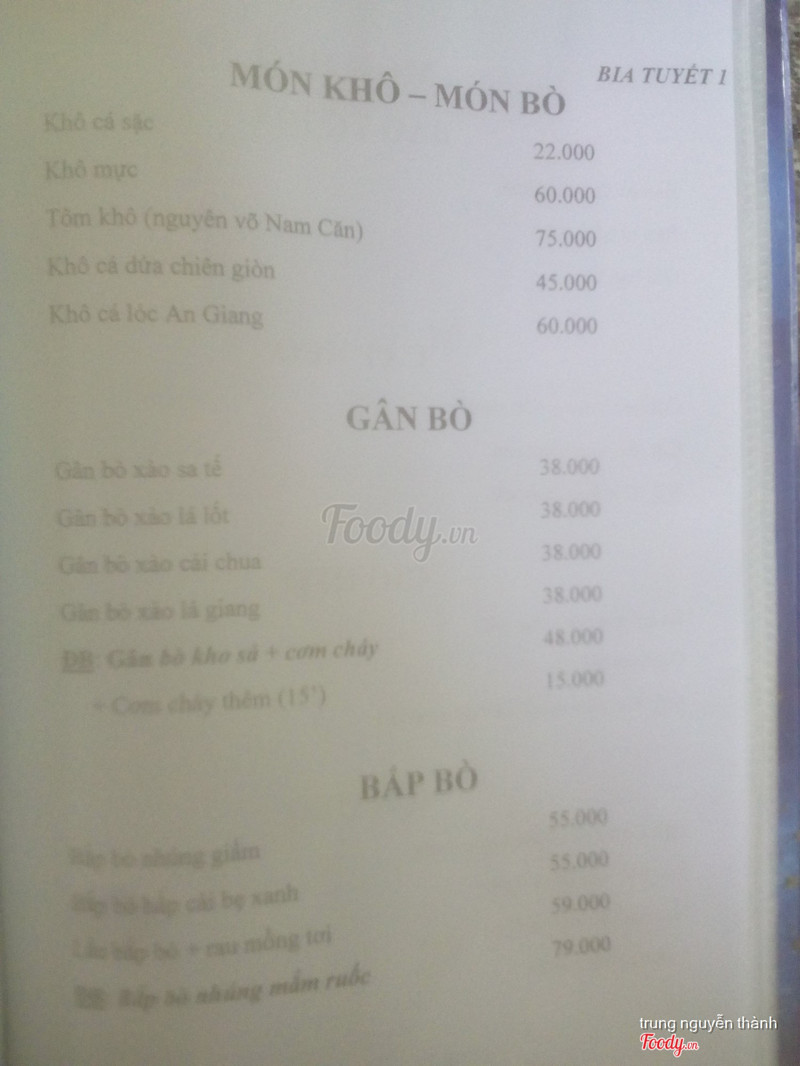 BIA TUYẾT 1
MÓN KHÔ – MÓN BÒ
Khô cá sặc 22.000
Khô mực 60.000
Tôm khô (nguyên võ Nam Căn) 75.000
Khô cá dứa chiên giòn 45.000
Khô cá lóc An Giang 60.000
GÂN BÒ
Gân bò xào sa tế 38.000
Gân bò xào lá lốt 38.000
Gân bò xào cải chua 38.000
Gân bò xào lá giang 38.000
ĐB: Gân bò kho sả + cơm cháy 48.000
+ Cơm cháy thêm (15') 15.000
BẮP BÒ
Bắp bò nhúng giấm 55.000
Bắp bò hấp cải bẹ xanh 55.000
Lẩu bắp bò + rau mồng tơi 59.000
ĐB: Bắp bò nhúng mắm ruốc 79.000
Foody.vn
trung nguyễn thành
Foody.vn